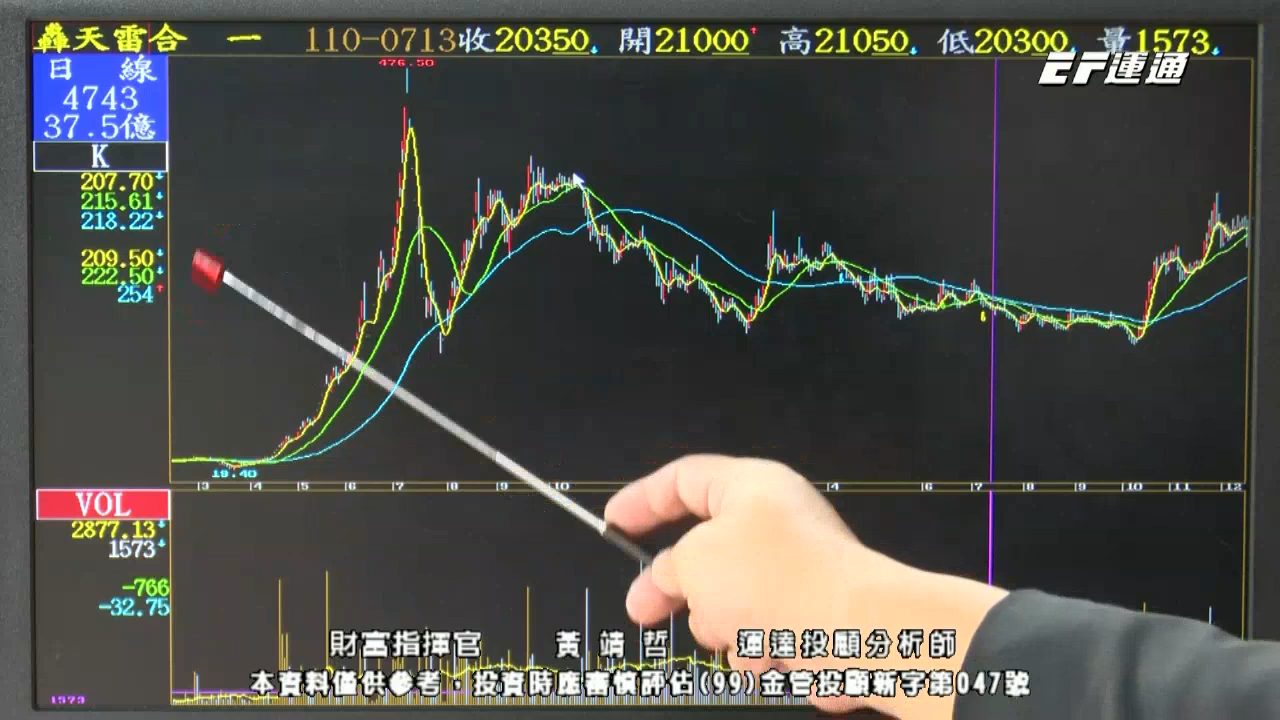 轟天雷合 一 110-0713收20350 開21000 高21050 低20300 量1573
EF運通
日 線
4743
37.5億
K
207.70
215.61
218.22
209.50
222.50
254
476.50
19.40
3 4 5 6 7 8 9 10 4 6 7 8 9 10 11 12
VOL
2877.13
1573
-766
-32.75
1573
財富指揮官 黃靖哲 運達投顧分析師
本資料僅供參考，投資時應審慎評估(99)金管投顧新字第047號